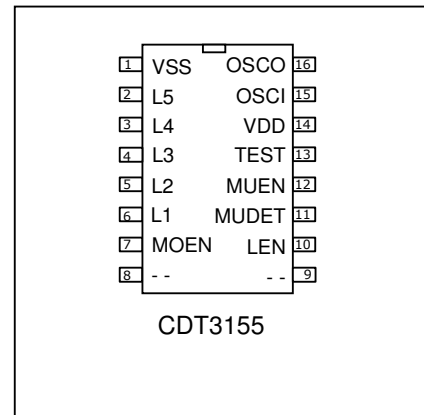 1 VSS OSCO 16
2 L5 OSCI 15
3 L4 VDD 14
4 L3 TEST 13
5 L2 MUEN 12
6 L1 MUDET 11
7 MOEN LEN 10
8 - - - - 9
CDT3155